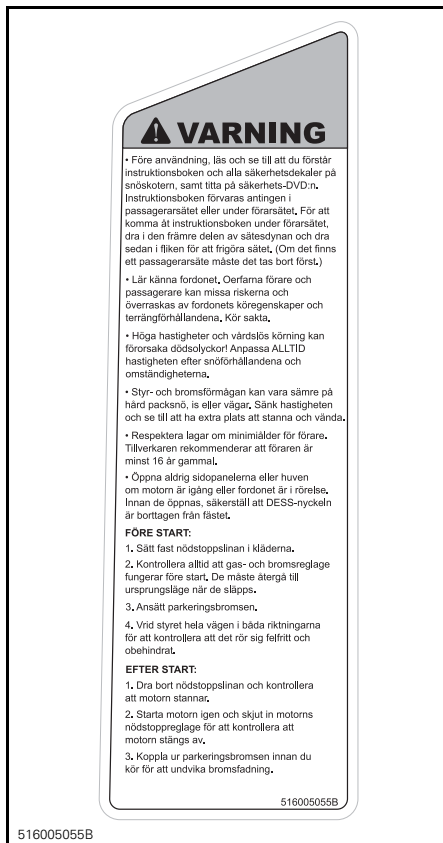 VARNING
• Före användning, läs och se till att du förstår
instruktionsboken och alla säkerhetsdekaler på
snöskotern, samt titta på säkerhets-DVD:n.
Instruktionsboken förvaras antingen i
passagerarsätet eller under förarsätet. För att
komma åt instruktionsboken under förarsätet,
dra i den främre delen av sätesdynan och dra
sedan i fliken för att frigöra sätet. (Om det finns
ett passagerarsäte måste det tas bort först.)
• Lär känna fordonet. Oerfarna förare och
passagerare kan missa riskerna och
överraskas av fordonets köregenskaper och
terrängförhållandena. Kör sakta.
• Höga hastigheter och vårdslös körning kan
förorsaka dödsolyckor! Anpassa ALLTID
hastigheten efter snöförhållandena och
omständigheterna.
• Styr- och bromsförmågan kan vara sämre på
hård packsnö, is eller vägar. Sänk hastigheten
och se till att ha extra plats att stanna och vända.
• Respektera lagar om minimiålder för förare.
Tillverkaren rekommenderar att föraren är
minst 16 år gammal.
• Öppna aldrig sidopanelerna eller huven
om motorn är igång eller fordonet är i rörelse.
Innan de öppnas, säkerställ att DESS-nyckeln
är borttagen från fästet.
FÖRE START:
1. Sätt fast nödstoppslinan i kläderna.
2. Kontrollera alltid att gas- och bromsreglage
fungerar före start. De måste återgå till
ursprungsläge när de släpps.
3. Ansätt parkeringsbromsen.
4. Vrid styret hela vägen i båda riktningarna
för att kontrollera att det rör sig felfritt och
obehindrat.
EFTER START:
1. Dra bort nödstoppslinan och kontrollera
att motorn stannar.
2. Starta motorn igen och skjut in motorns
nödstoppreglage för att kontrollera att
motorn stängs av.
3. Koppla ur parkeringsbromsen innan du
kör för att undvika bromsfadning.
516005055B
516005055B